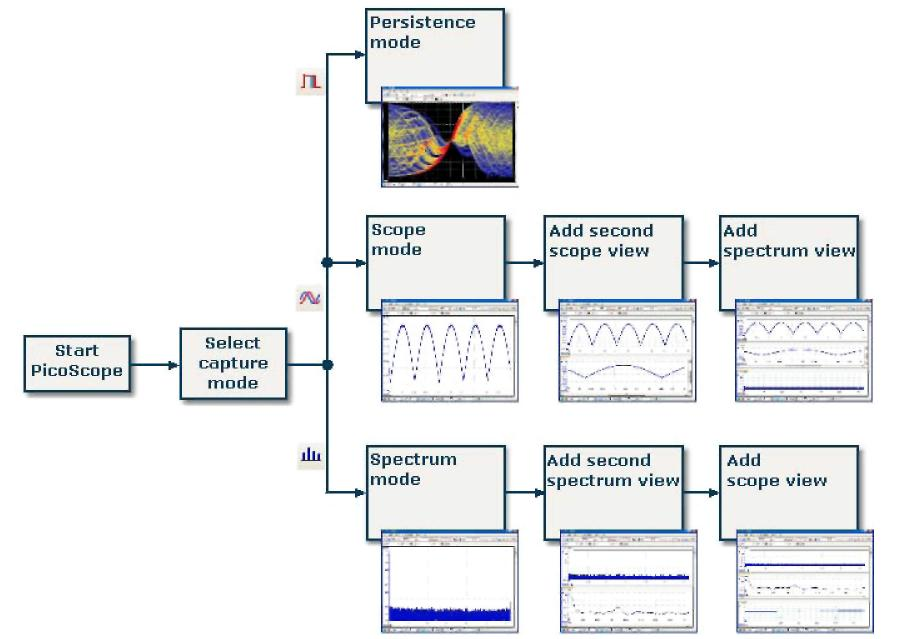 Persistence
mode
Scope
mode
Add second
scope view
Add
spectrum view
Start
PicoScope
Select
capture
mode
Spectrum
mode
Add second
spectrum view
Add
scope view